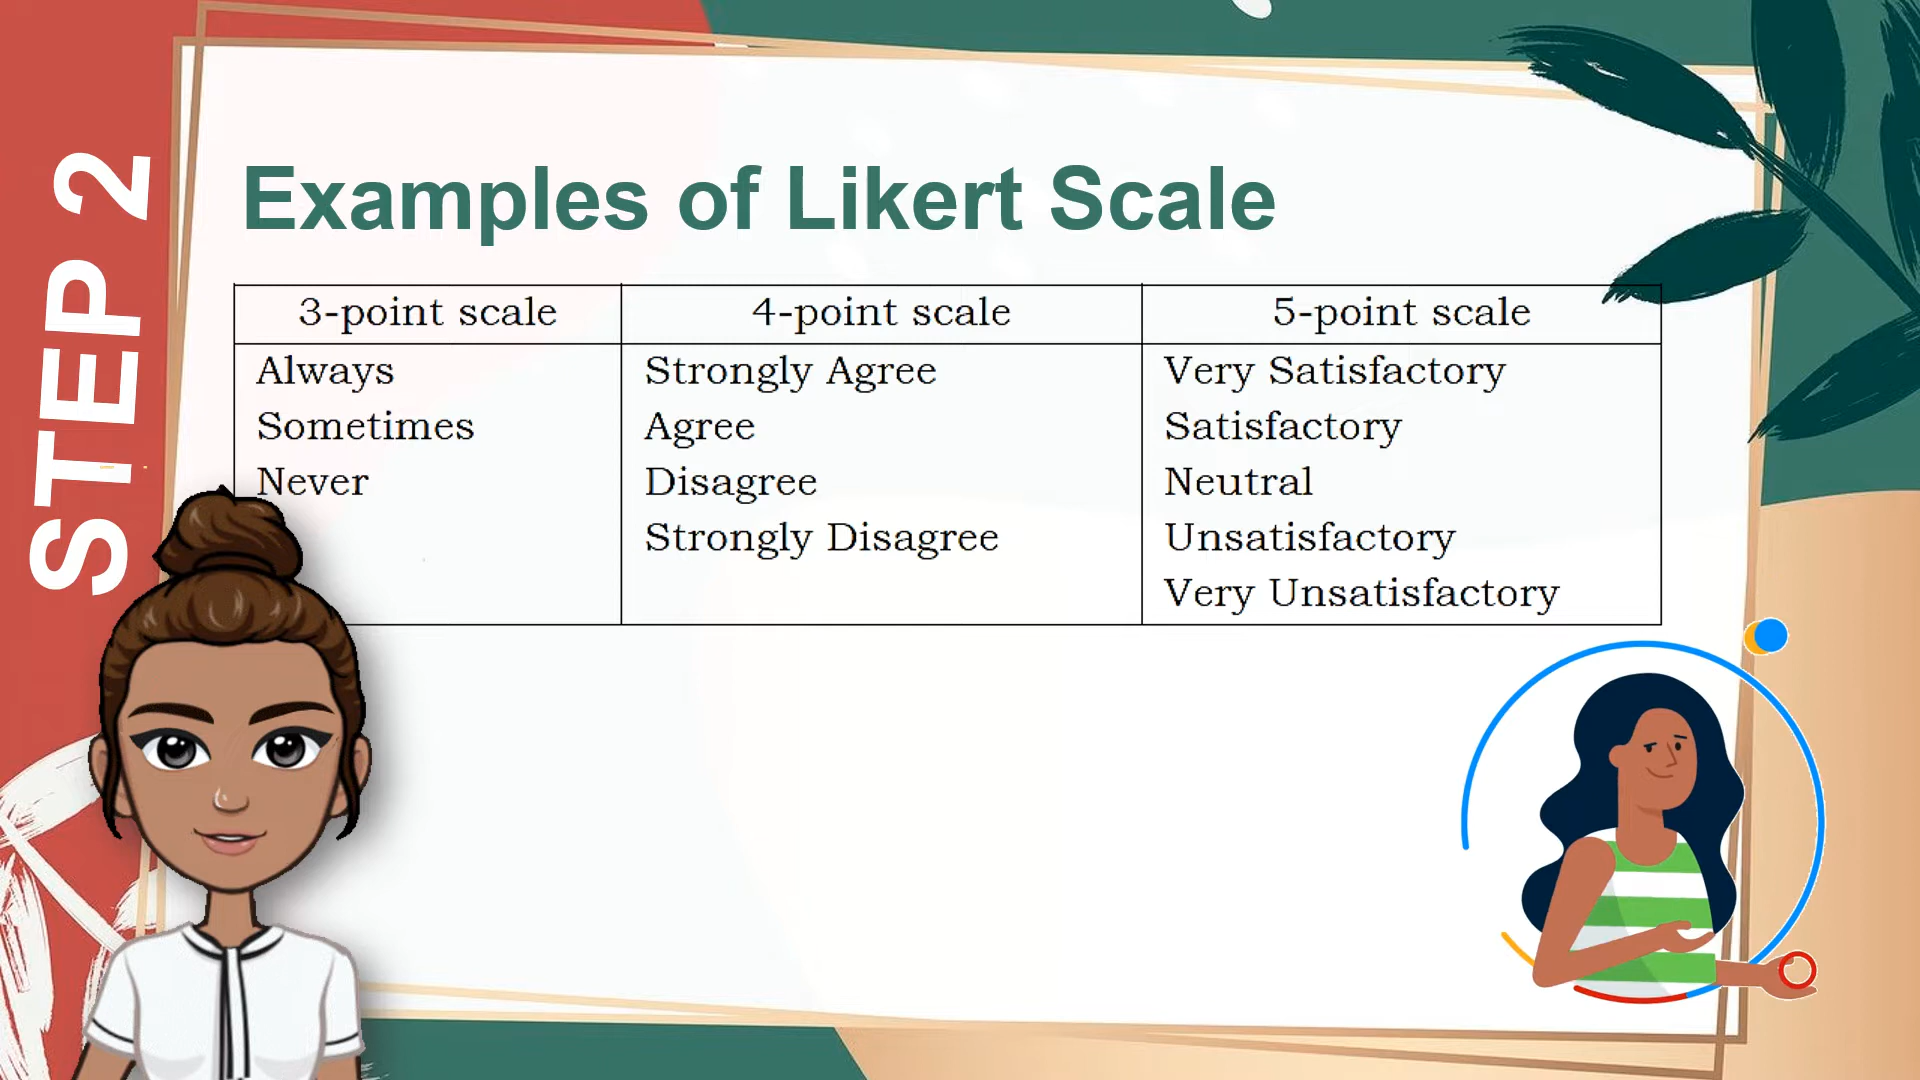 STEP 2
Examples of Likert Scale
3-point scale 4-point scale 5-point scale
Always Strongly Agree Very Satisfactory
Sometimes Agree Satisfactory
Never Disagree Neutral
Strongly Disagree Unsatisfactory
Very Unsatisfactory